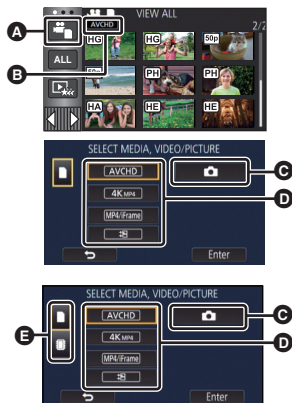 VIEW ALL
A
AVCHD
2/2
HG HG 50p
B
ALL
50p PH PH
HA HE HE
SELECT MEDIA, VIDEO/PICTURE
AVCHD
C
4K MP4
D
MP4/iFrame
Enter
SELECT MEDIA, VIDEO/PICTURE
AVCHD
C
E
4K MP4
D
MP4/iFrame
Enter